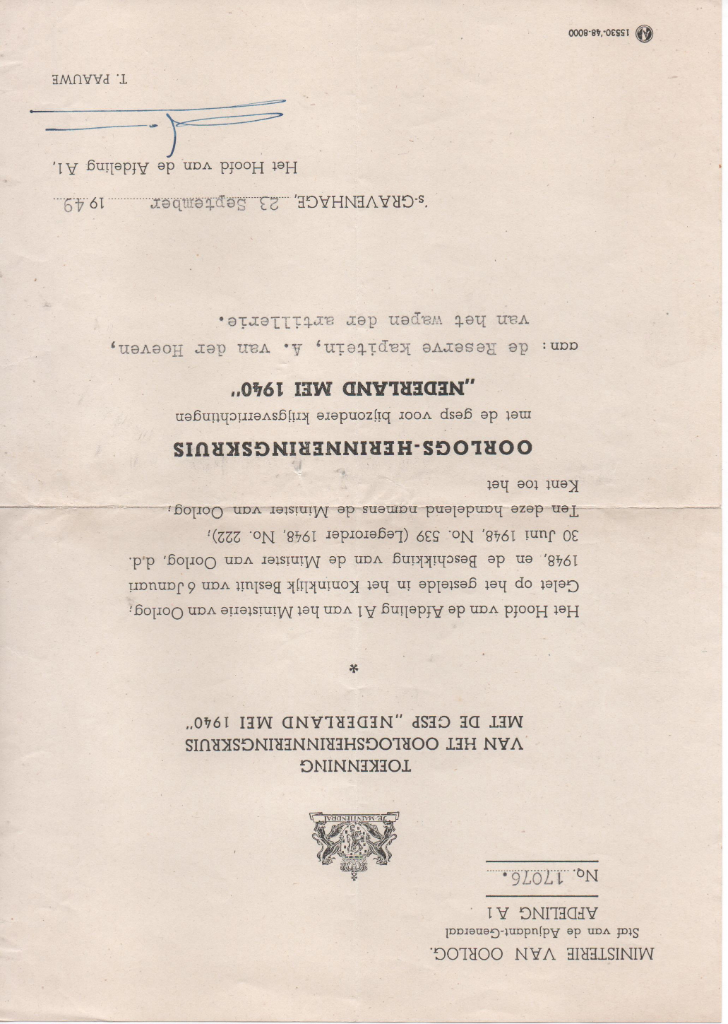 MINISTERIE VAN OORLOG.
Staf van de Adjudant-Generaal
AFDELING A 1
No. 17076.
JE MAINTIENDRAI
TOEKENNING
VAN HET OORLOGSHERINNERINGSKRUIS
MET DE GESP „NEDERLAND MEI 1940”
*
Het Hoofd van de Afdeling A 1 van het Ministerie van Oorlog;
Gelet op het gestelde in het Koninklijk Besluit van 6 Januari
1948, en de Beschikking van de Minister van Oorlog, d.d.
30 Juni 1948, No. 539 (Legerorder 1948, No. 222);
Ten deze handelend namens de Minister van Oorlog;
Kent toe het
OORLOGS-HERINNERINGSKRUIS
met de gesp voor bijzondere krijgsverrichtingen
„NEDERLAND MEI 1940”
aan: de Reserve kapitein, A. van der Hoeven,
van het wapen der artillerie.
's-GRAVENHAGE, 23 September 1949
Het Hoofd van de Afdeling A1,
T. PAAUWE
15530-'48-8000